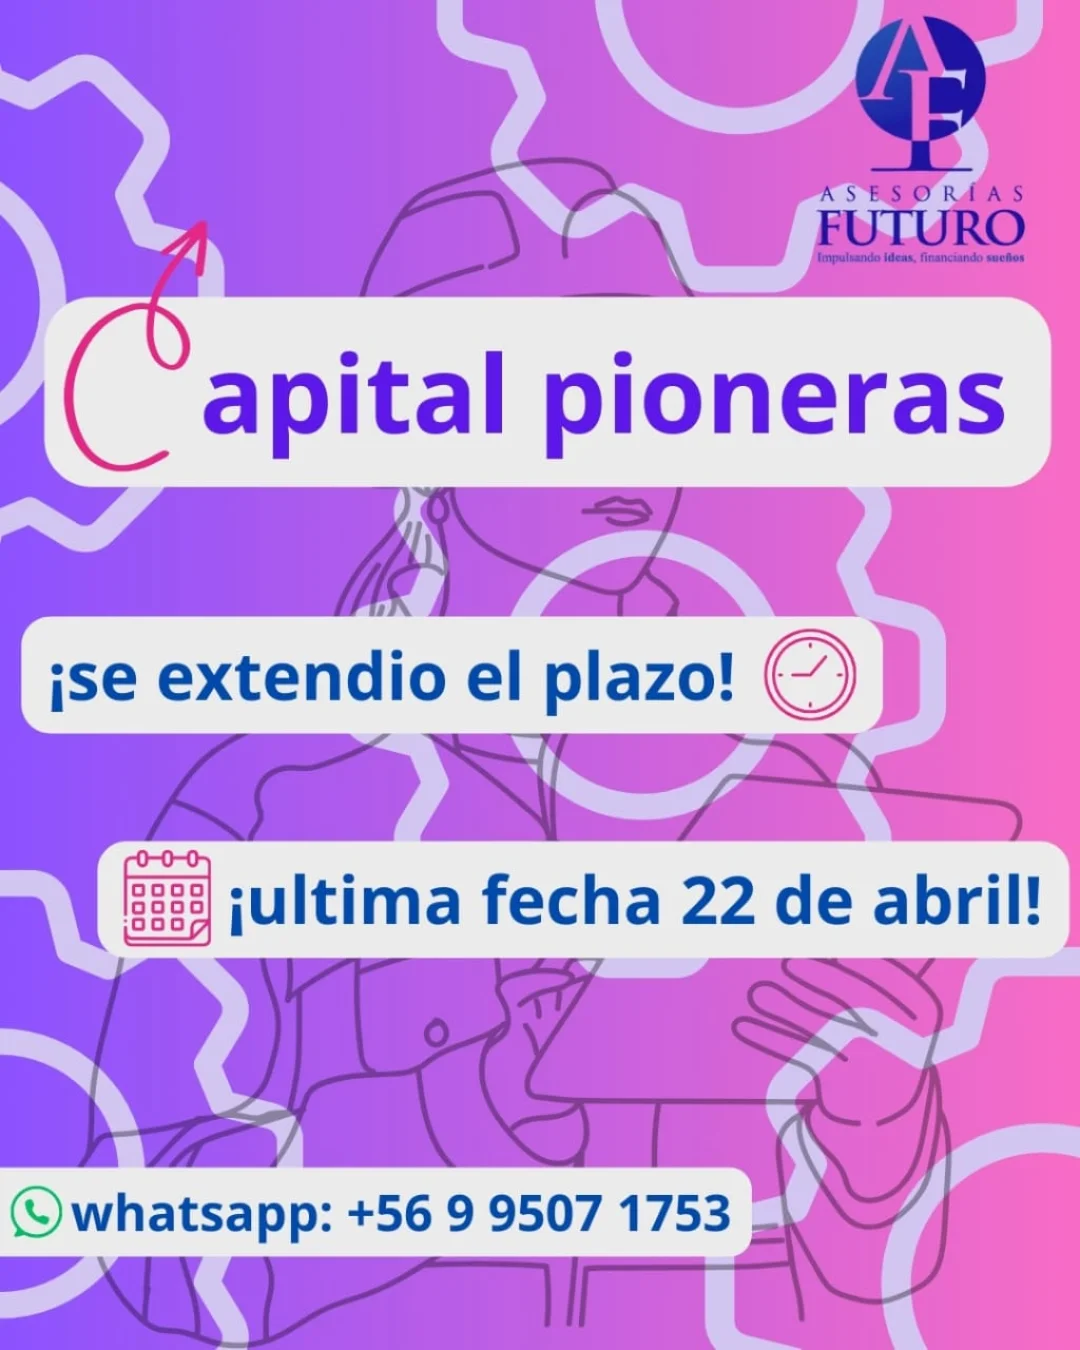 AF
ASESORÍAS
FUTURO
Impulsando ideas, financiando sueños
Capital pioneras
¡se extendio el plazo!
¡ultima fecha 22 de abril!
whatsapp: +56 9 9507 1753